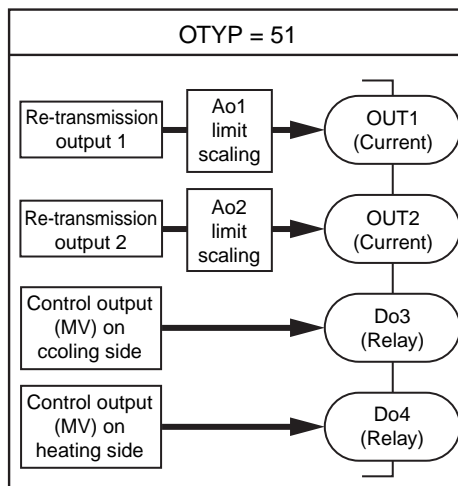 OTYP = 51
Re-transmission
output 1
Ao1
limit
scaling
OUT1
(Current)
Re-transmission
output 2
Ao2
limit
scaling
OUT2
(Current)
Control output
(MV) on
ccoling side
Do3
(Relay)
Control output
(MV) on
heating side
Do4
(Relay)